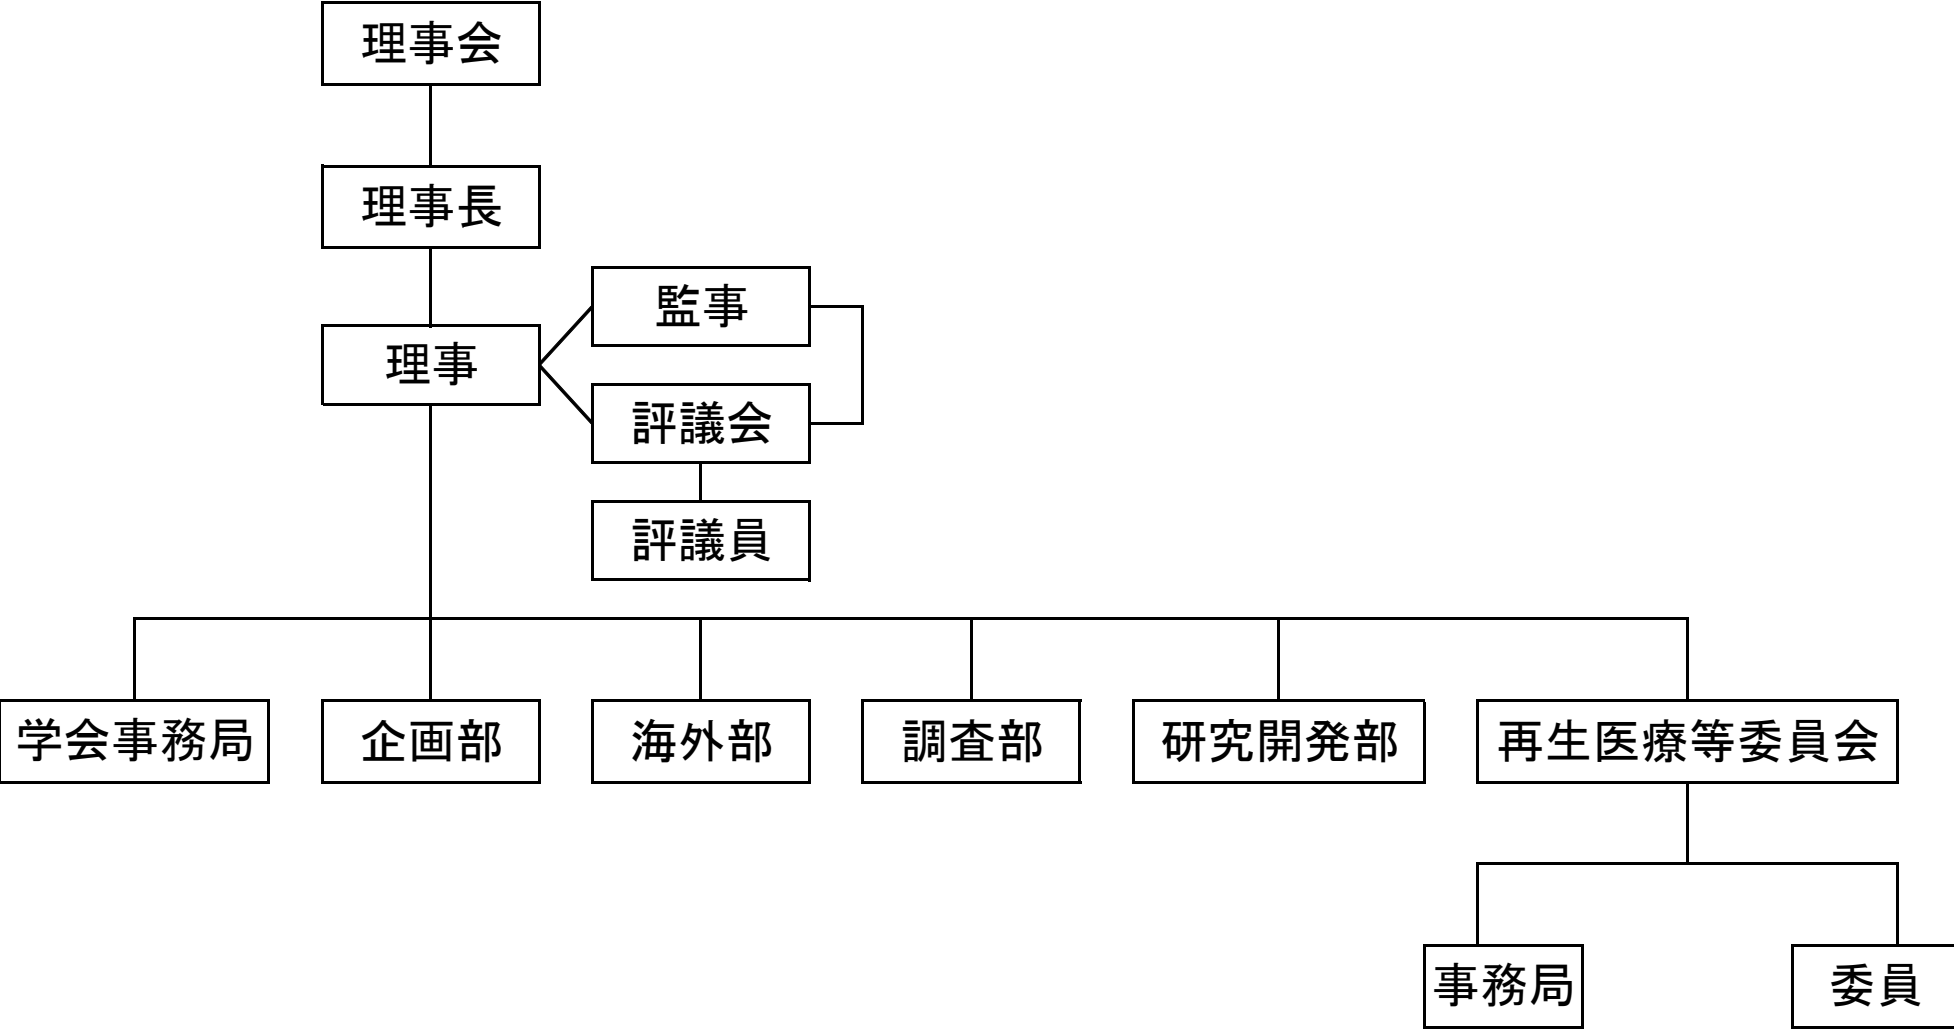 理事会
理事長
監事
理事
評議会
評議員
学会事務局
企画部
海外部
調査部
研究開発部
再生医療等委員会
事務局
委員